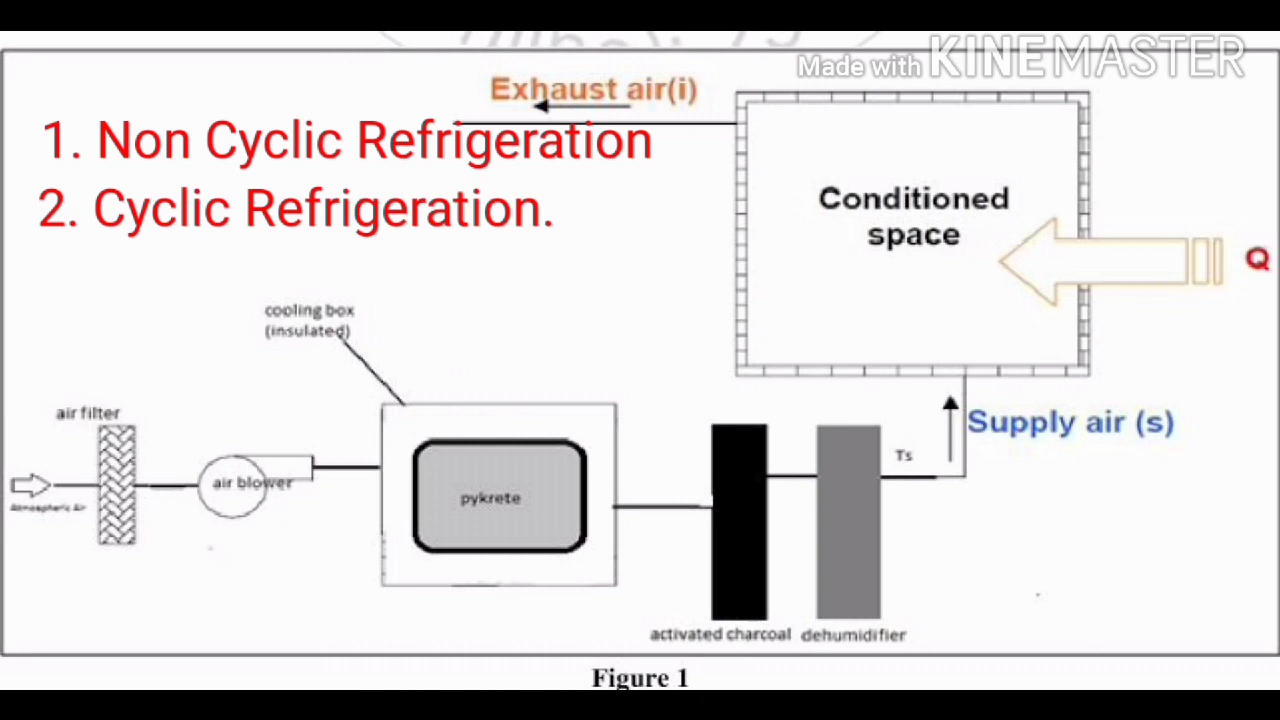 Made with KINEMASTER
Exhaust air(i)
1. Non Cyclic Refrigeration
2. Cyclic Refrigeration.
Conditioned
space
Q
cooling box
(insulated)
air filter
Supply air (s)
Ts
air blower
pykrete
Atmospheric Air
activated charcoal
dehumidifier
Figure 1